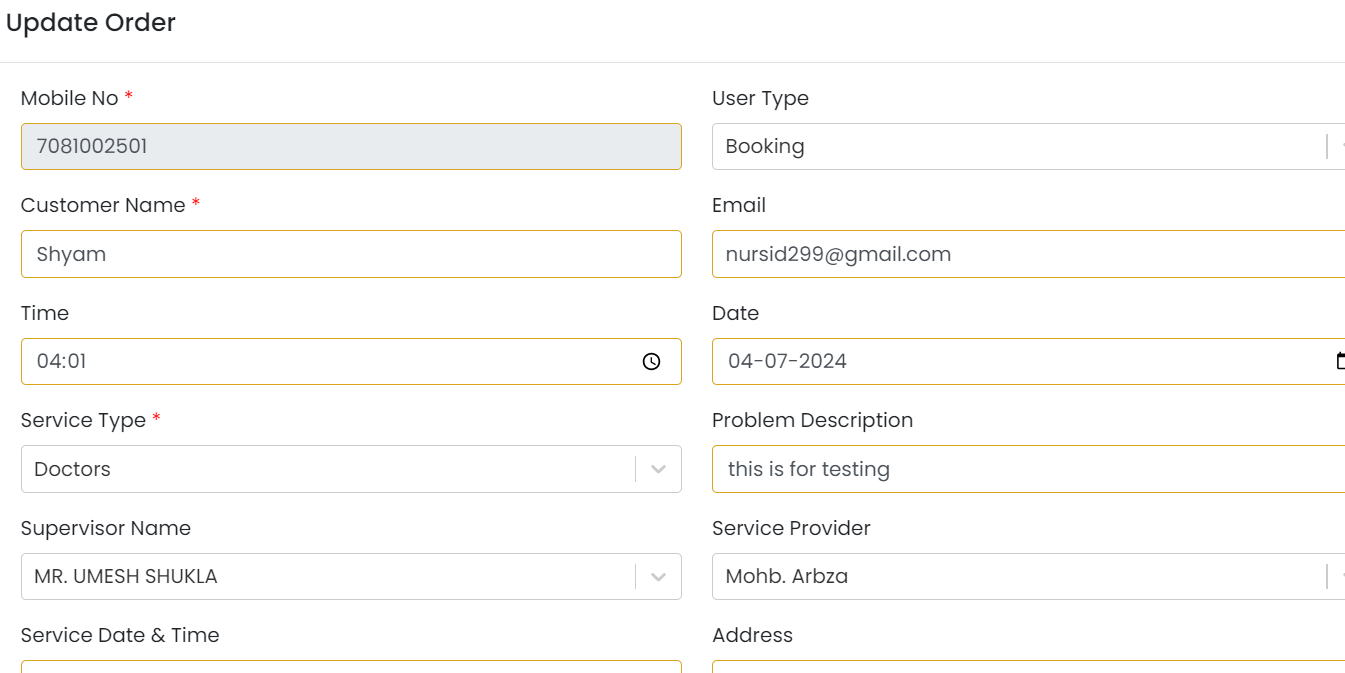 Update Order
Mobile No *
User Type
7081002501
Booking
Customer Name *
Email
Shyam
nursid299@gmail.com
Time
Date
04:01
04-07-2024
Service Type *
Problem Description
Doctors
this is for testing
Supervisor Name
Service Provider
MR. UMESH SHUKLA
Mohb. Arbza
Service Date & Time
Address